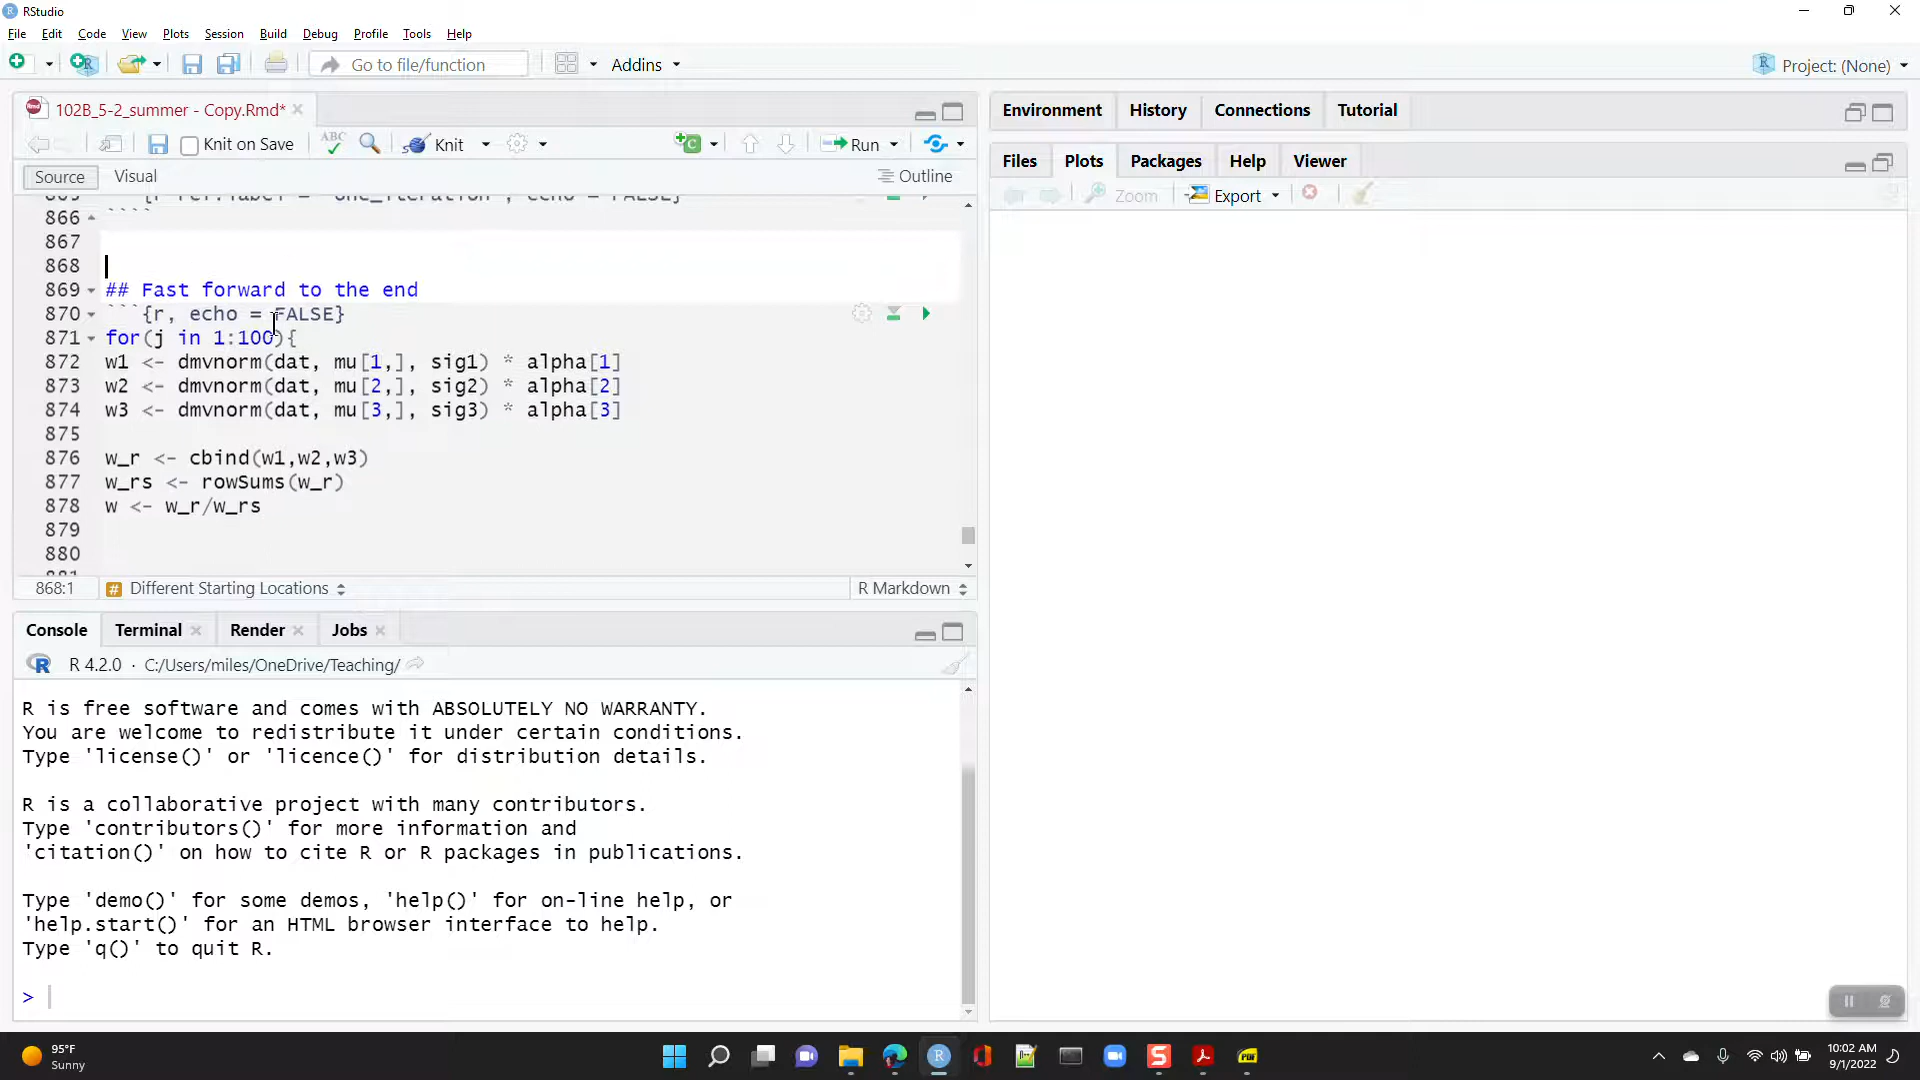 RStudio
File Edit Code View Plots Session Build Debug Profile Tools Help
Go to file/function
Addins
Project: (None)
102B_5-2_summer - Copy.Rmd*
Knit on Save
ABC
Knit
Run
Source
Visual
Outline
866
867
868
869 ## Fast forward to the end
870 ```{r, echo = FALSE}
871 for(j in 1:100){
872 w1 <- dmvnorm(dat, mu[1,], sig1) * alpha[1]
873 w2 <- dmvnorm(dat, mu[2,], sig2) * alpha[2]
874 w3 <- dmvnorm(dat, mu[3,], sig3) * alpha[3]
875
876 w_r <- cbind(w1,w2,w3)
877 w_rs <- rowSums(w_r)
878 w <- w_r/w_rs
879
880
868:1
Different Starting Locations
R Markdown
Console Terminal Render Jobs
R 4.2.0 · C:/Users/miles/OneDrive/Teaching/
R is free software and comes with ABSOLUTELY NO WARRANTY.
You are welcome to redistribute it under certain conditions.
Type 'license()' or 'licence()' for distribution details.
R is a collaborative project with many contributors.
Type 'contributors()' for more information and
'citation()' on how to cite R or R packages in publications.
Type 'demo()' for some demos, 'help()' for on-line help, or
'help.start()' for an HTML browser interface to help.
Type 'q()' to quit R.
>
Environment History Connections Tutorial
Files Plots Packages Help Viewer
Zoom
Export
95°F
Sunny
10:02 AM
9/1/2022